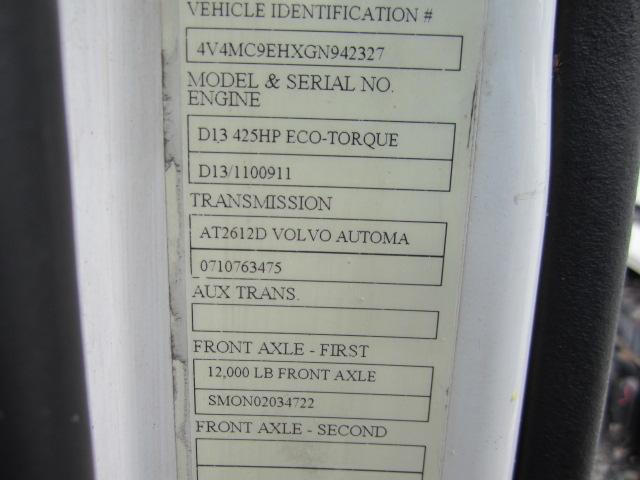 VEHICLE IDENTIFICATION #
4V4MC9EHXGN942327
MODEL & SERIAL NO.
ENGINE
D13 425HP ECO-TORQUE
D13/1100911
TRANSMISSION
AT2612D VOLVO AUTOMA
0710763475
AUX TRANS.
FRONT AXLE - FIRST
12,000 LB FRONT AXLE
SMON02034722
FRONT AXLE - SECOND